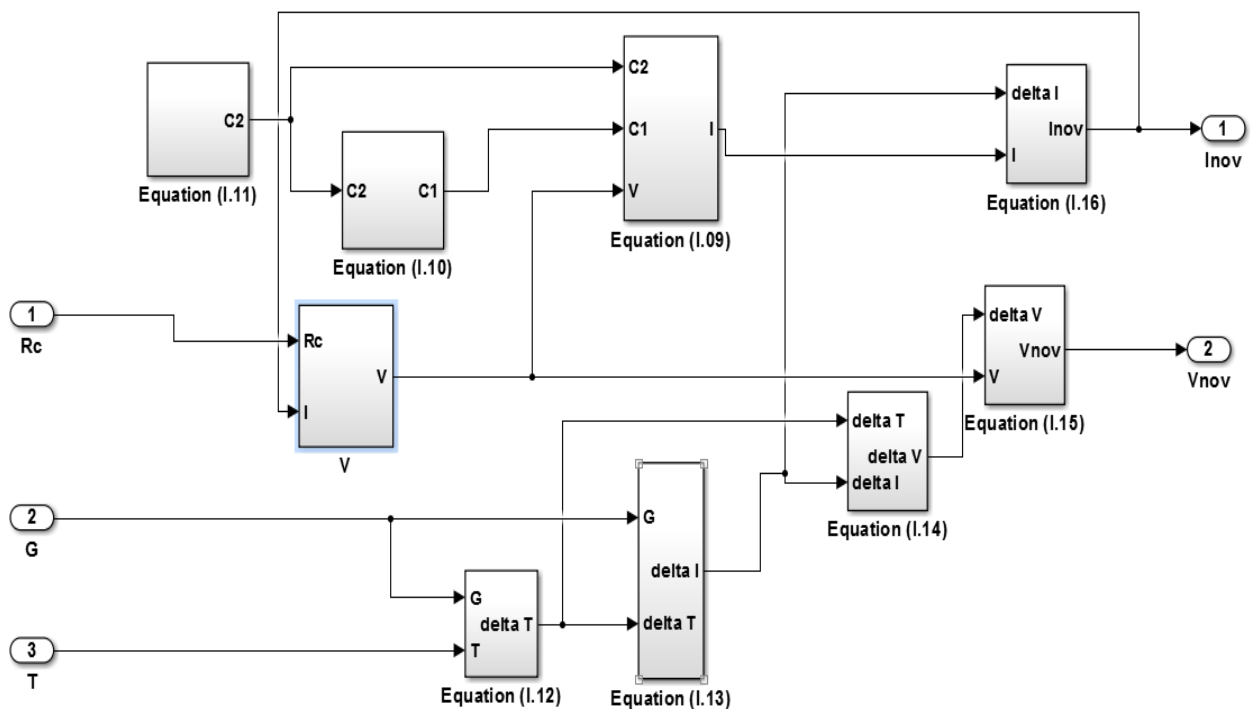 C2
Equation (I.11)
C2 C1
Equation (I.10)
C2
C1
V
I
Equation (I.09)
delta I
Inov
I
Equation (I.16)
1
Inov
1
Rc
Rc
V
I
V
delta V
Vnov
V
Equation (I.15)
2
Vnov
delta T
delta V
delta I
Equation (I.14)
2
G
G
delta I
delta T
Equation (I.13)
G
delta T
T
Equation (I.12)
3
T